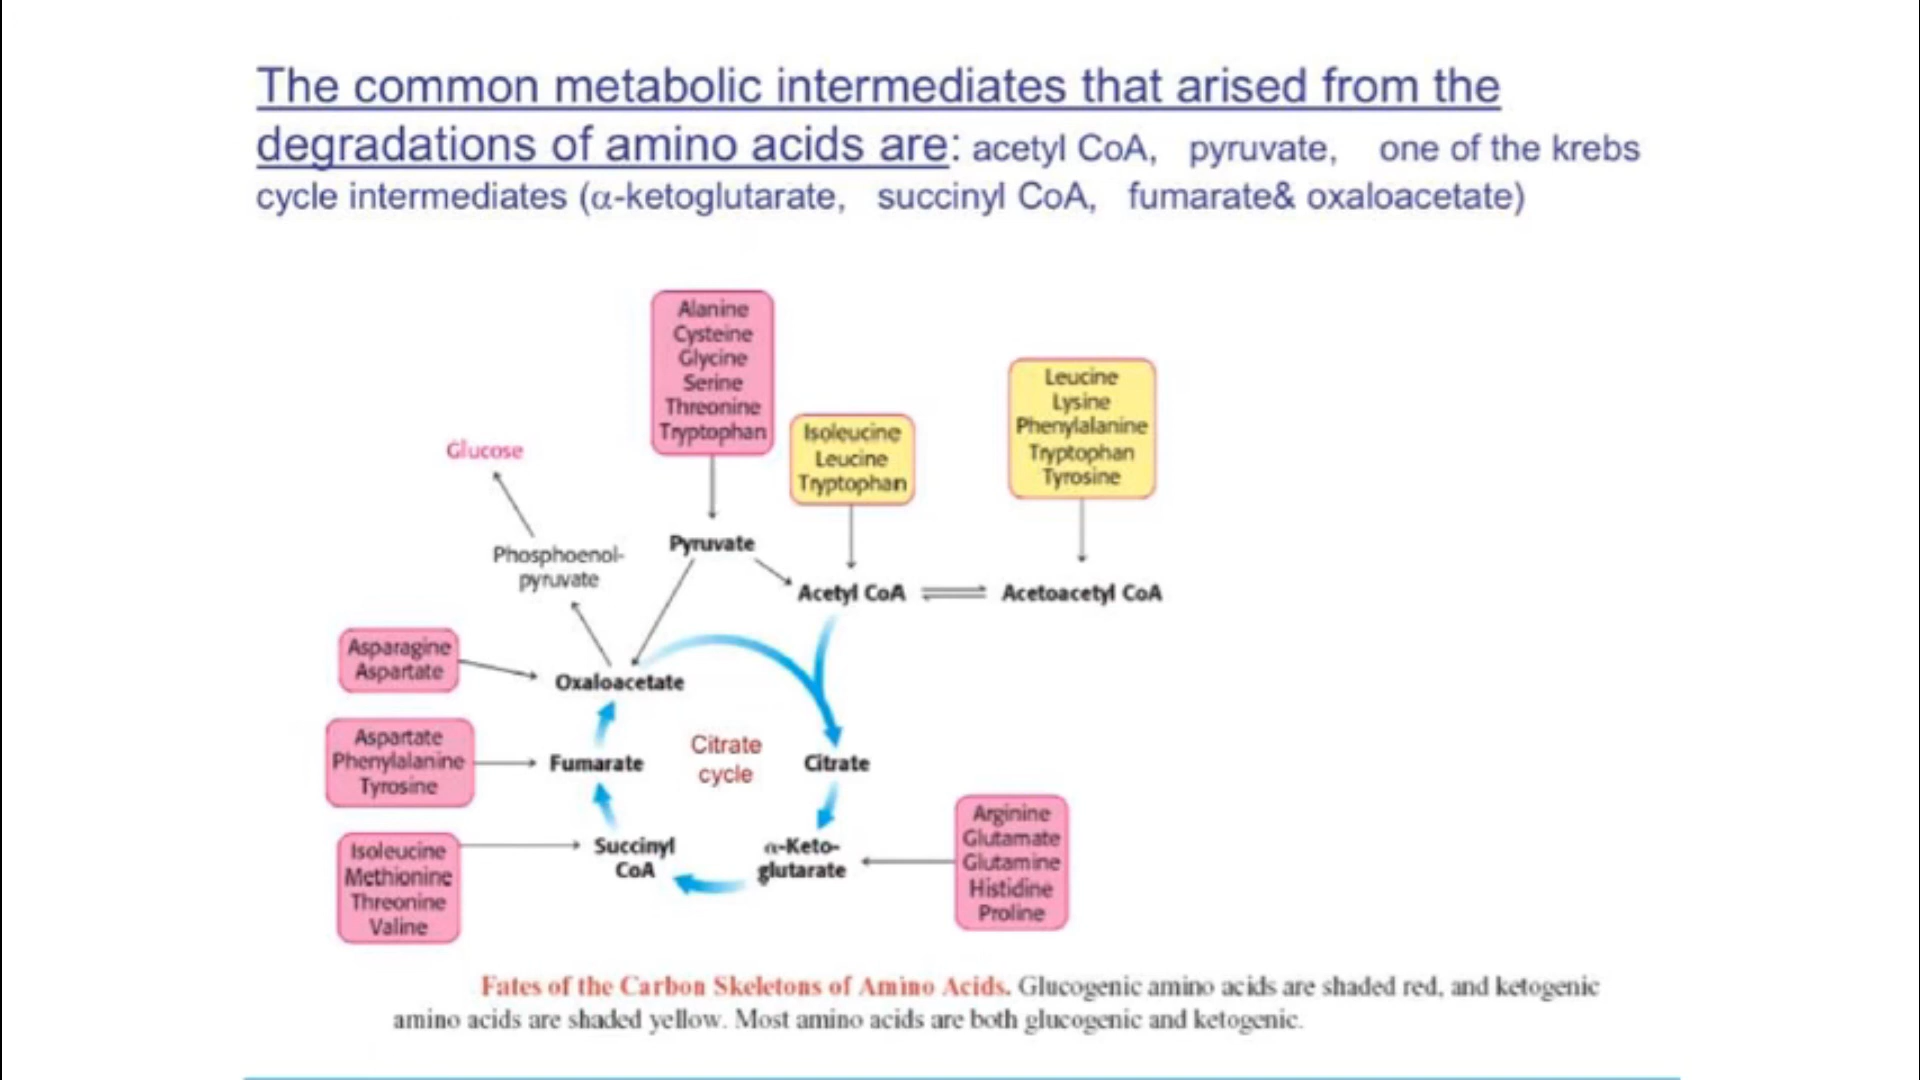 The common metabolic intermediates that arised from the
degradations of amino acids are: acetyl CoA, pyruvate, one of the krebs
cycle intermediates (α-ketoglutarate, succinyl CoA, fumarate& oxaloacetate)
Alanine
Cysteine
Glycine
Serine
Threonine
Tryptophan
Leucine
Lysine
Phenylalanine
Tryptophan
Tyrosine
Isoleucine
Leucine
Tryptophan
Glucose
Phosphoenol-
pyruvate
Pyruvate
Acetyl CoA
Acetoacetyl CoA
Asparagine
Aspartate
Oxaloacetate
Aspartate
Phenylalanine
Tyrosine
Fumarate
Citrate
cycle
Citrate
Isoleucine
Methionine
Threonine
Valine
Succinyl
CoA
α-Keto-
glutarate
Arginine
Glutamate
Glutamine
Histidine
Proline
Fates of the Carbon Skeletons of Amino Acids. Glucogenic amino acids are shaded red, and ketogenic
amino acids are shaded yellow. Most amino acids are both glucogenic and ketogenic.